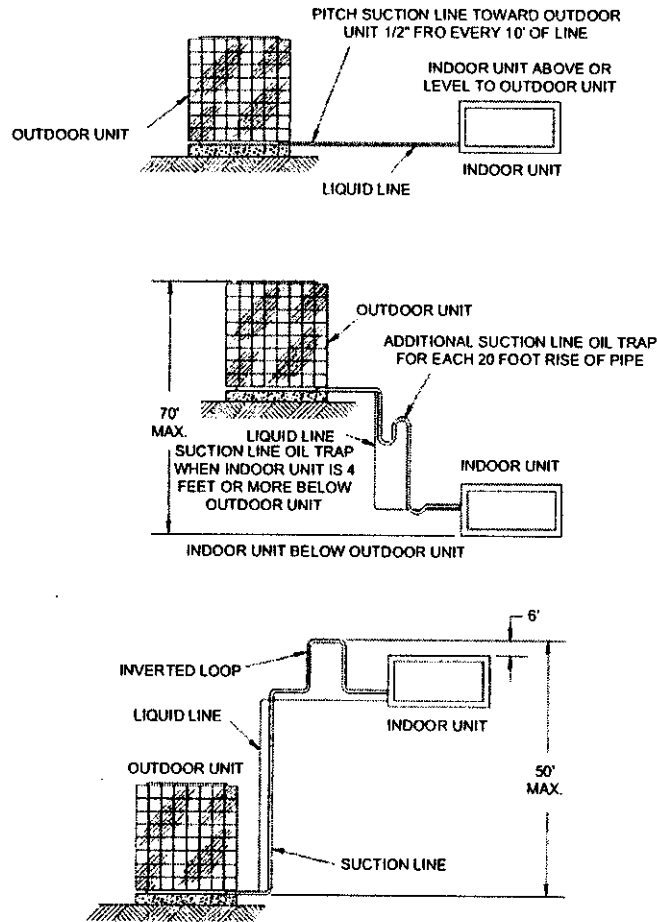 PITCH SUCTION LINE TOWARD OUTDOOR
UNIT 1/2" FRO EVERY 10' OF LINE
INDOOR UNIT ABOVE OR
LEVEL TO OUTDOOR UNIT
OUTDOOR UNIT
INDOOR UNIT
LIQUID LINE
OUTDOOR UNIT
ADDITIONAL SUCTION LINE OIL TRAP
FOR EACH 20 FOOT RISE OF PIPE
70'
MAX.
LIQUID LINE
SUCTION LINE OIL TRAP
WHEN INDOOR UNIT IS 4
FEET OR MORE BELOW
OUTDOOR UNIT
INDOOR UNIT
INDOOR UNIT BELOW OUTDOOR UNIT
6'
INVERTED LOOP
LIQUID LINE
INDOOR UNIT
OUTDOOR UNIT
50'
MAX.
SUCTION LINE